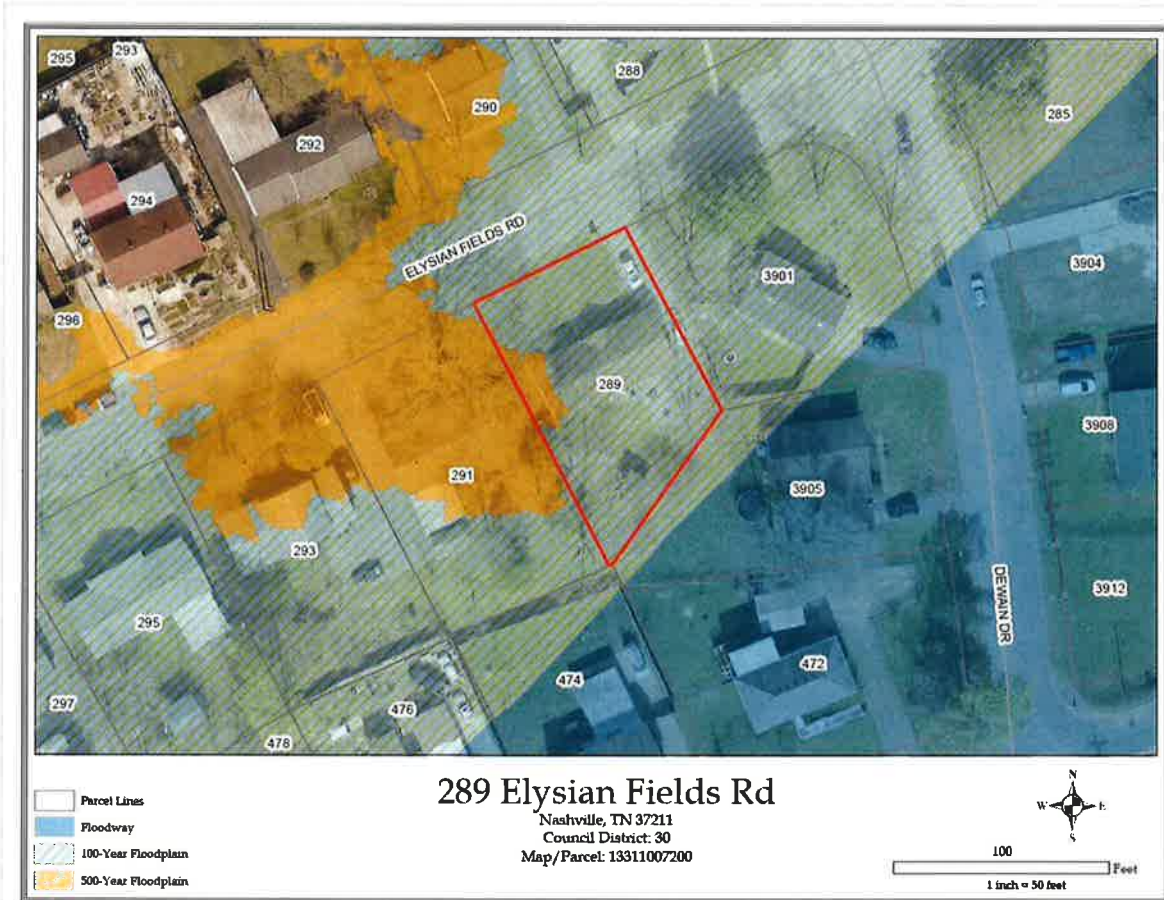 295
293
290
288
285
292
294
ELYSIAN FIELDS RD
3901
3904
296
289
3908
291
3905
293
DEWAIN DR
3912
295
474
472
297
476
478
289 Elysian Fields Rd
Nashville, TN 37211
Council District: 30
Map/Parcel: 13311007200
Parcel Lines
Floodway
100-Year Floodplain
500-Year Floodplain
N
W
E
S
100
Feet
1 inch = 50 feet